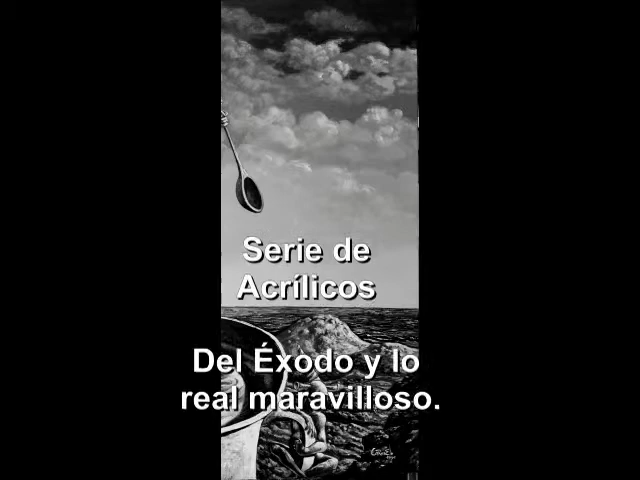 Serie de
Acrílicos
Del Éxodo y lo
real maravilloso.